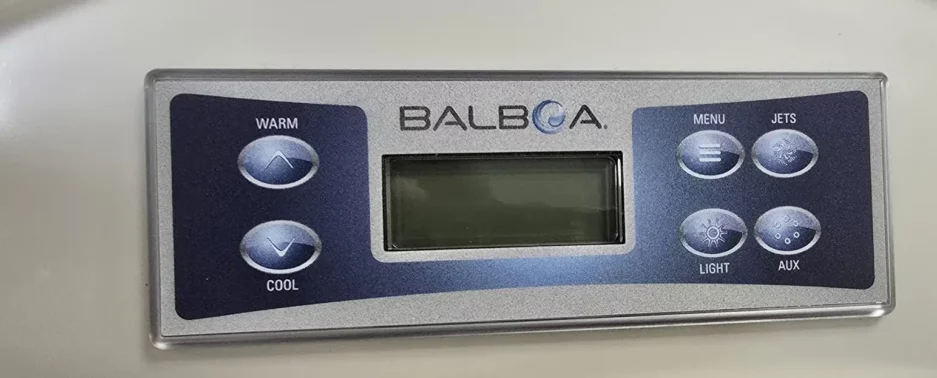 BALBOA®
WARM
COOL
MENU
JETS
LIGHT
AUX